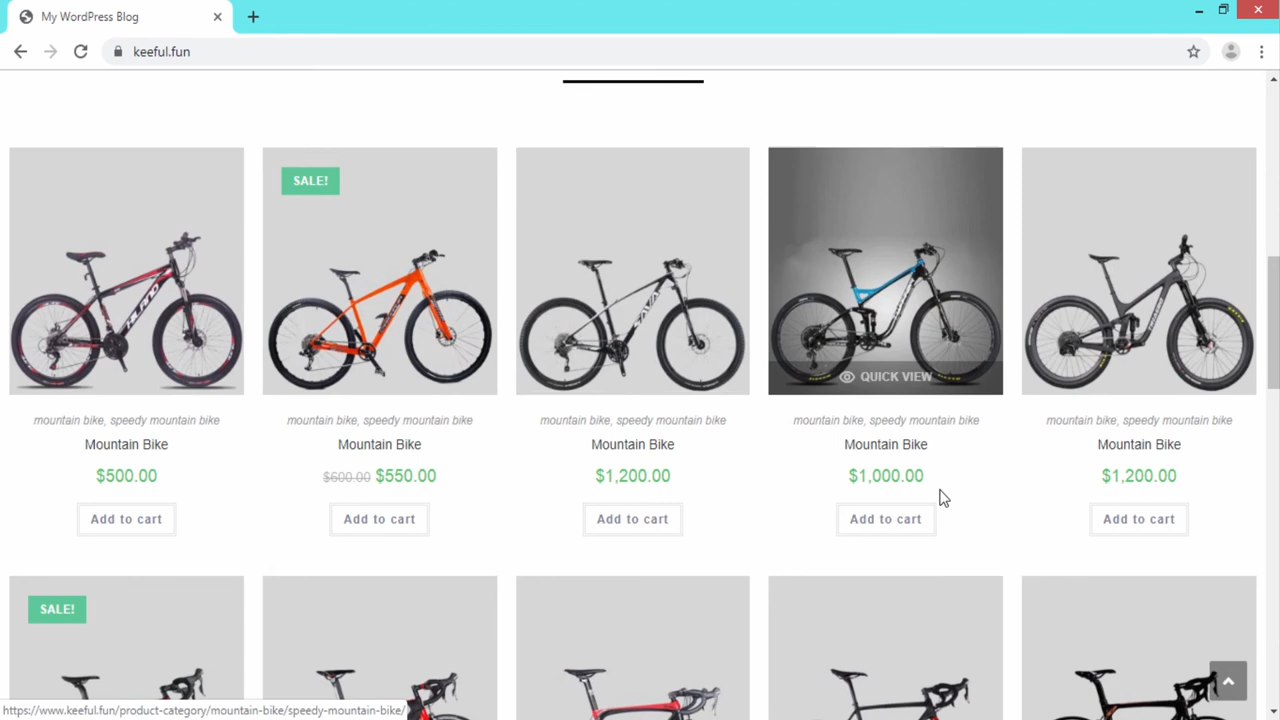 My WordPress Blog
keeful.fun
SALE!
HLAND
SAVA
QUICK VIEW
mountain bike, speedy mountain bike
mountain bike, speedy mountain bike
mountain bike, speedy mountain bike
mountain bike, speedy mountain bike
mountain bike, speedy mountain bike
Mountain Bike
Mountain Bike
Mountain Bike
Mountain Bike
Mountain Bike
$500.00
$600.00 $550.00
$1,200.00
$1,000.00
$1,200.00
Add to cart
Add to cart
Add to cart
Add to cart
Add to cart
SALE!
https://www.keeful.fun/product-category/mountain-bike/speedy-mountain-bike/